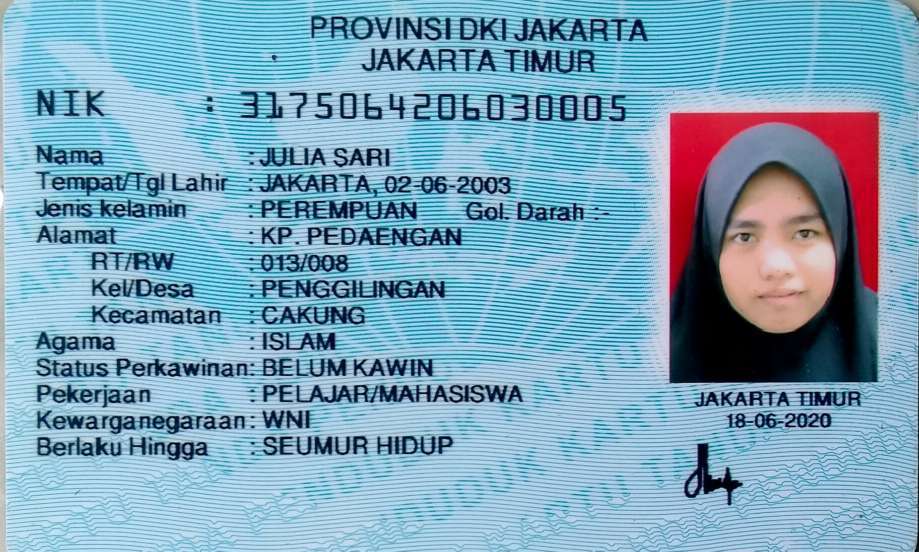 PROVINSI DKI JAKARTA
JAKARTA TIMUR
NIK : 3175064206030005
Nama : JULIA SARI
Tempat/Tgl Lahir : JAKARTA, 02-06-2003
Jenis kelamin : PEREMPUAN Gol. Darah :-
Alamat : KP. PEDAENGAN
RT/RW : 013/008
Kel/Desa : PENGGILINGAN
Kecamatan : CAKUNG
Agama : ISLAM
Status Perkawinan: BELUM KAWIN
Pekerjaan : PELAJAR/MAHASISWA
Kewarganegaraan: WNI
Berlaku Hingga : SEUMUR HIDUP
JAKARTA TIMUR
18-06-2020